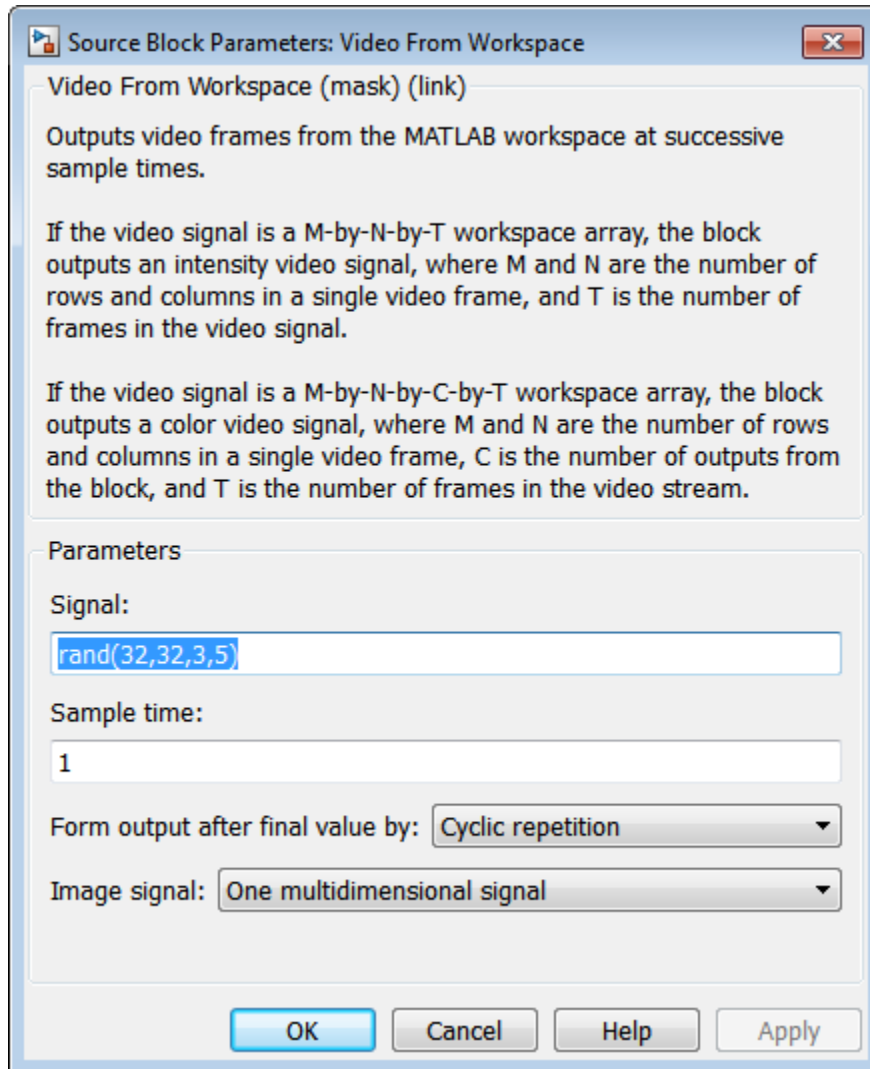 Source Block Parameters: Video From Workspace
Video From Workspace (mask) (link)
Outputs video frames from the MATLAB workspace at successive
sample times.
If the video signal is a M-by-N-by-T workspace array, the block
outputs an intensity video signal, where M and N are the number of
rows and columns in a single video frame, and T is the number of
frames in the video signal.
If the video signal is a M-by-N-by-C-by-T workspace array, the block
outputs a color video signal, where M and N are the number of rows
and columns in a single video frame, C is the number of outputs from
the block, and T is the number of frames in the video stream.
Parameters
Signal:
rand(32,32,3,5)
Sample time:
1
Form output after final value by: Cyclic repetition
Image signal: One multidimensional signal
OK Cancel Help Apply